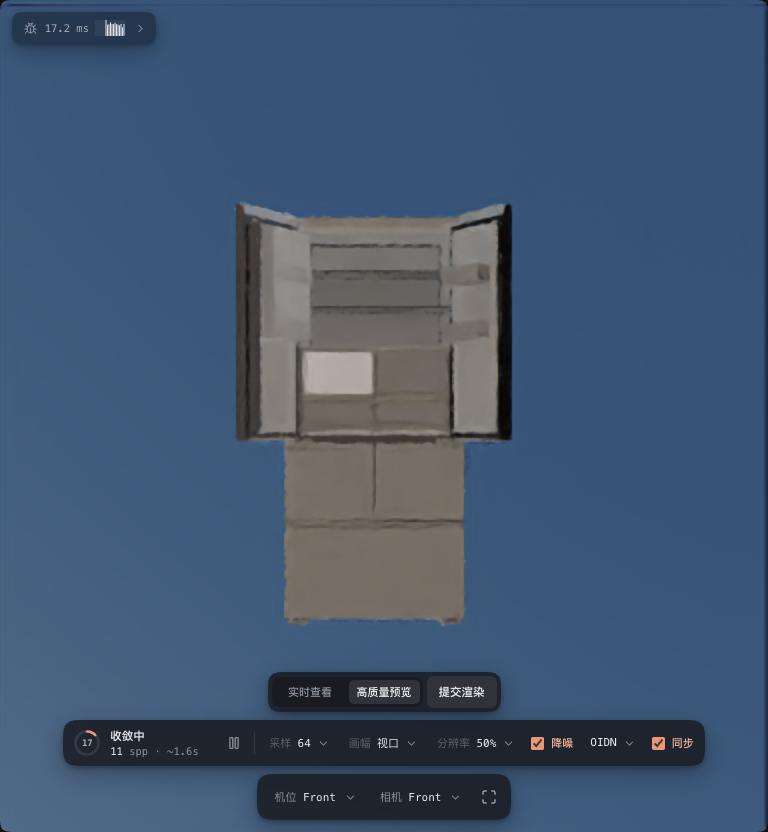 17.2 ms
实时查看 高质量预览 提交渲染
17 收敛中
11 spp · ~1.6s
采样 64 画幅 视口 分辨率 50% 降噪 OIDN 同步
机位 Front 相机 Front